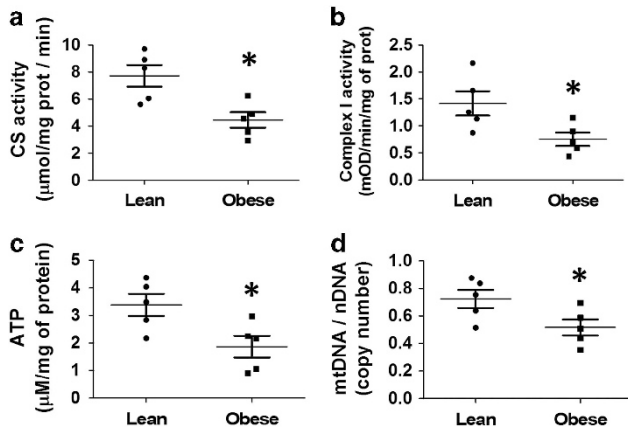 a
CS activity
(μmol/mg prot / min)
10
8
6
4
2
0
*
Lean
Obese
b
Complex I activity
(mOD/min/mg of prot)
2.5
2.0
1.5
1.0
0.5
0.0
*
Lean
Obese
c
ATP
(μM/mg of protein)
5
4
3
2
1
0
*
Lean
Obese
d
mtDNA / nDNA
(copy number)
1.0
0.8
0.6
0.4
0.2
0.0
*
Lean
Obese